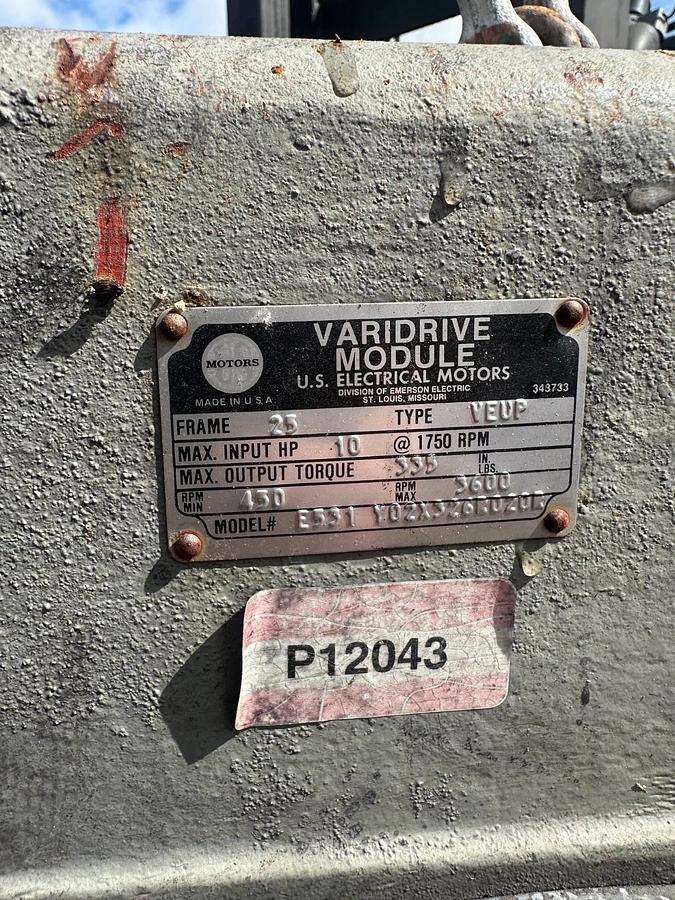 VARIDRIVE
MODULE
MOTORS
U.S. ELECTRICAL MOTORS
DIVISION OF EMERSON ELECTRIC
ST. LOUIS, MISSOURI
MADE IN U S A
343733
FRAME 25 TYPE VEUP
MAX. INPUT HP 10 @ 1750 RPM
MAX. OUTPUT TORQUE 335 IN. LBS.
RPM MIN 450 RPM MAX 3600
MODEL# E531
P12043